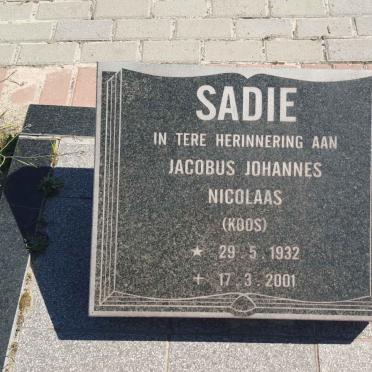 SADIE
IN TERE HERINNERING AAN
JACOBUS JOHANNES
NICOLAAS
(KOOS)
★ 29 . 5 . 1932
+ 17 . 3 . 2001